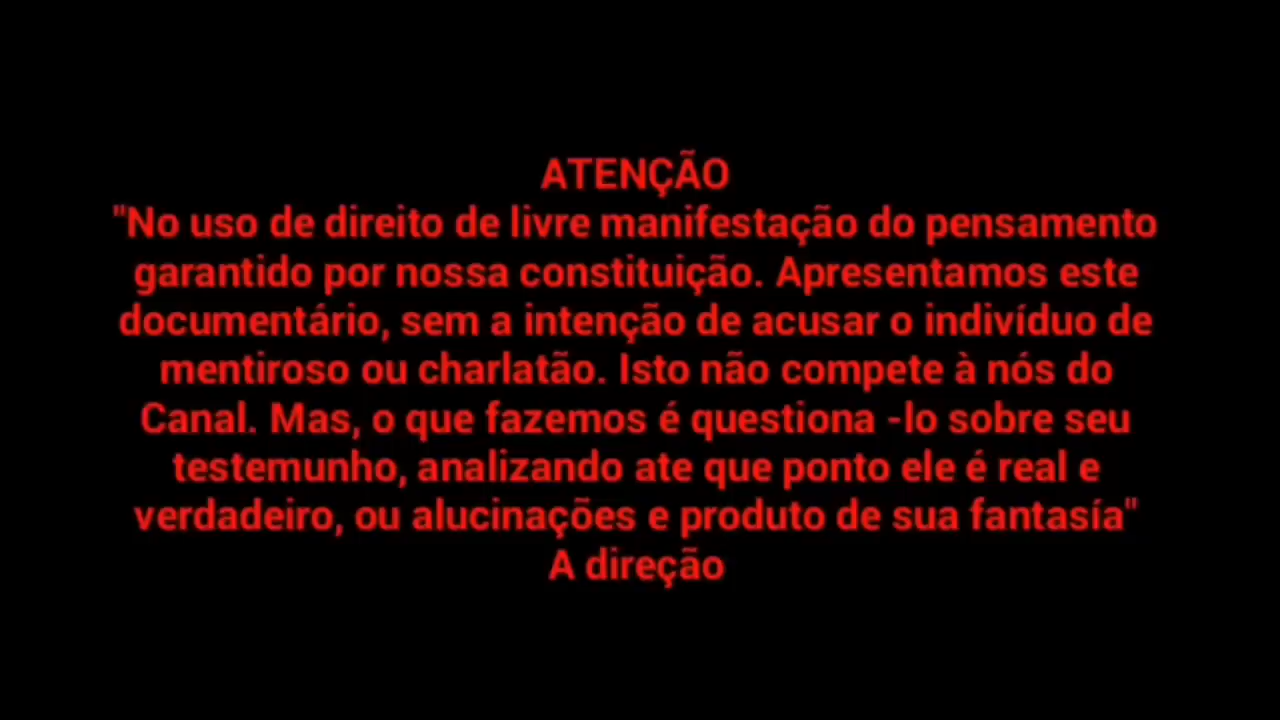 ATENÇÃO
"No uso de direito de livre manifestação do pensamento
garantido por nossa constituição. Apresentamos este
documentário, sem a intenção de acusar o indivíduo de
mentiroso ou charlatão. Isto não compete à nós do
Canal. Mas, o que fazemos é questiona -lo sobre seu
testemunho, analizando ate que ponto ele é real e
verdadeiro, ou alucinações e produto de sua fantasía"
A direção